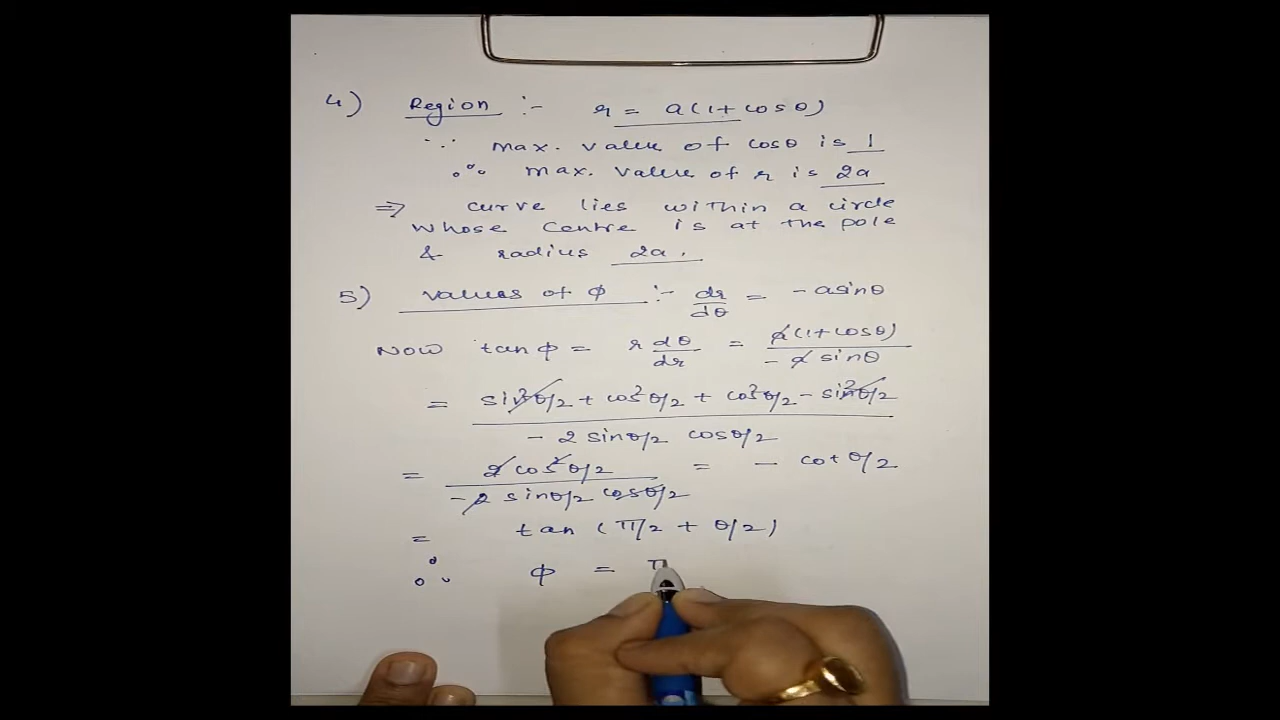 4) Region :- r = a(1+cosθ)
∵ max. value of cosθ is 1
∴ max. value of r is 2a
⇒ curve lies within a circle
whose centre is at the pole
& radius 2a.
5) values of ϕ :- dr/dθ = -asinθ
Now tanϕ = r dθ/dr = a(1+cosθ)/-a sinθ
= sin²θ/2 + cos²θ/2 + cos²θ/2 - sin²θ/2 / -2 sinθ/2 cosθ/2
= 2 cos²θ/2 / -2 sinθ/2 cosθ/2 = - cot θ/2
= tan (π/2 + θ/2)
∴ ϕ = π